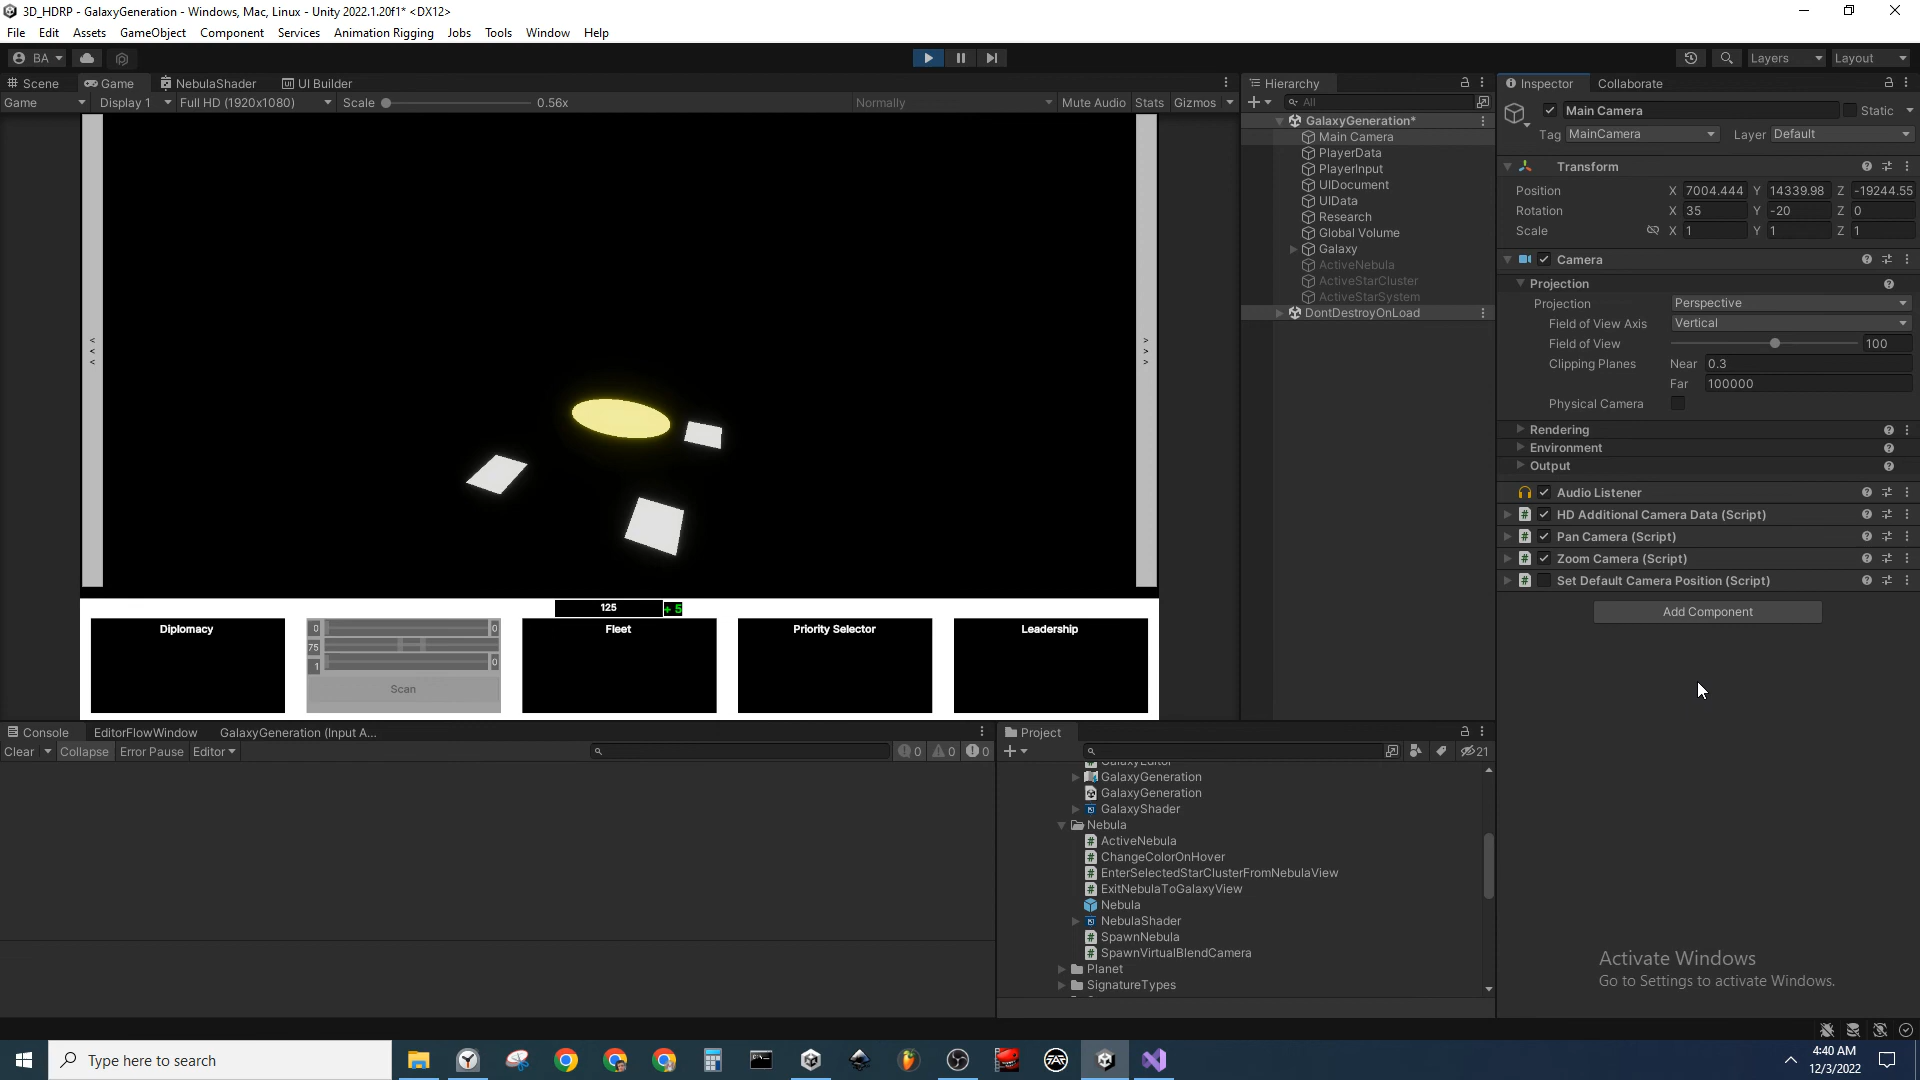 3D_HDRP - GalaxyGeneration - Windows, Mac, Linux - Unity 2022.1.20f1* <DX12>
File Edit Assets GameObject Component Services Animation Rigging Jobs Tools Window Help
BA Layers Layout
Scene Game NebulaShader UI Builder
Game Display 1 Full HD (1920x1080) Scale 0.56x Normally Mute Audio Stats Gizmos
<
<
<
>
>
>
125 + 5
Diplomacy
0 0
75
1 0
Scan
Fleet
Priority Selector
Leadership
Hierarchy
All
GalaxyGeneration*
Main Camera
PlayerData
PlayerInput
UIDocument
UIData
Research
Global Volume
Galaxy
ActiveNebula
ActiveStarCluster
ActiveStarSystem
DontDestroyOnLoad
Inspector Collaborate
Main Camera Static
Tag MainCamera Layer Default
Transform
Position X 7004.444 Y 14339.98 Z -19244.55
Rotation X 35 Y -20 Z 0
Scale X 1 Y 1 Z 1
Camera
Projection
Projection Perspective
Field of View Axis Vertical
Field of View 100
Clipping Planes Near 0.3
Far 100000
Physical Camera
Rendering
Environment
Output
Audio Listener
HD Additional Camera Data (Script)
Pan Camera (Script)
Zoom Camera (Script)
Set Default Camera Position (Script)
Add Component
Console EditorFlowWindow GalaxyGeneration (Input A...
Clear Collapse Error Pause Editor 0 0 0
Project
21
GalaxyEditor
GalaxyGeneration
GalaxyGeneration
GalaxyShader
Nebula
ActiveNebula
ChangeColorOnHover
EnterSelectedStarClusterFromNebulaView
ExitNebulaToGalaxyView
Nebula
NebulaShader
SpawnNebula
SpawnVirtualBlendCamera
Planet
SignatureTypes
Activate Windows
Go to Settings to activate Windows.
Type here to search
4:40 AM
12/3/2022